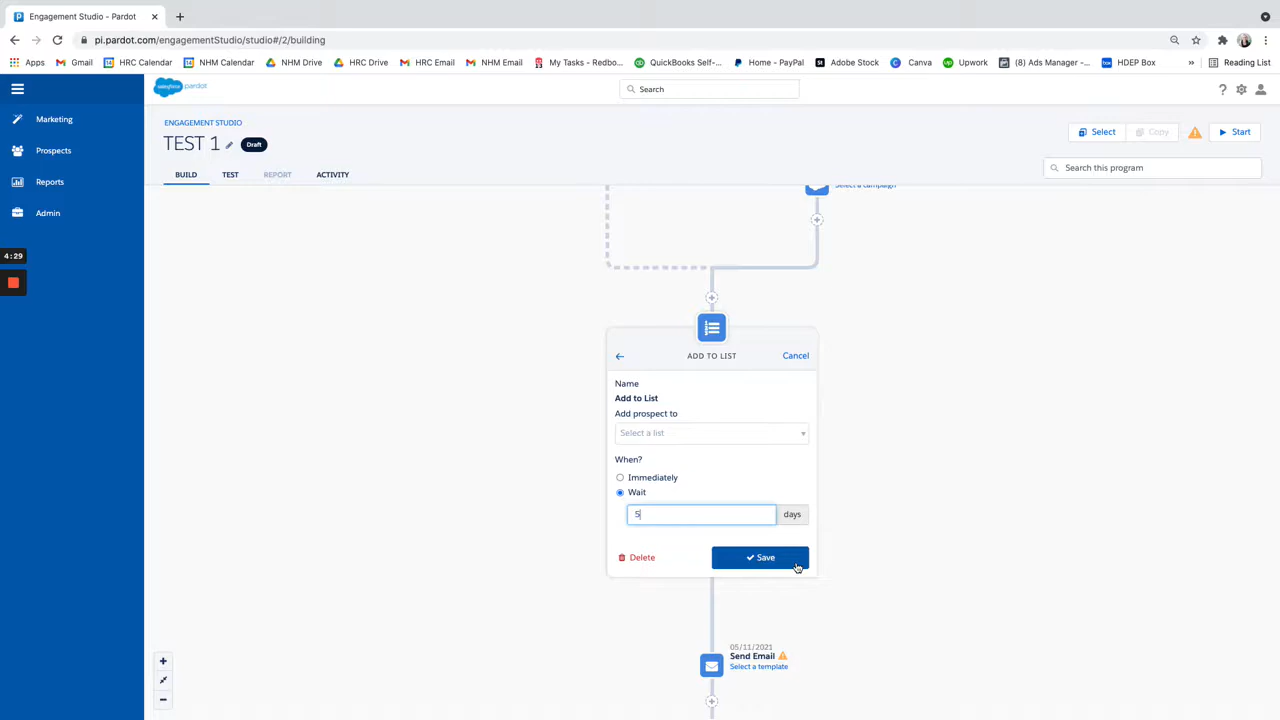 Engagement Studio - Pardot
pi.pardot.com/engagementStudio/studio#/2/building
Apps
Gmail
HRC Calendar
NHM Calendar
NHM Drive
HRC Drive
HRC Email
NHM Email
My Tasks - Redbo...
QuickBooks Self-...
Home - PayPal
Adobe Stock
Canva
Upwork
(8) Ads Manager -...
HDEP Box
»
Reading List
salesforce pardot
Search
Marketing
Prospects
Reports
Admin
4:29
ENGAGEMENT STUDIO
TEST 1
Draft
Select
Copy
Start
BUILD
TEST
REPORT
ACTIVITY
Search this program
Select a campaign
ADD TO LIST
Cancel
Name
Add to List
Add prospect to
Select a list
When?
Immediately
Wait
5
days
Delete
Save
05/11/2021
Send Email
Select a template